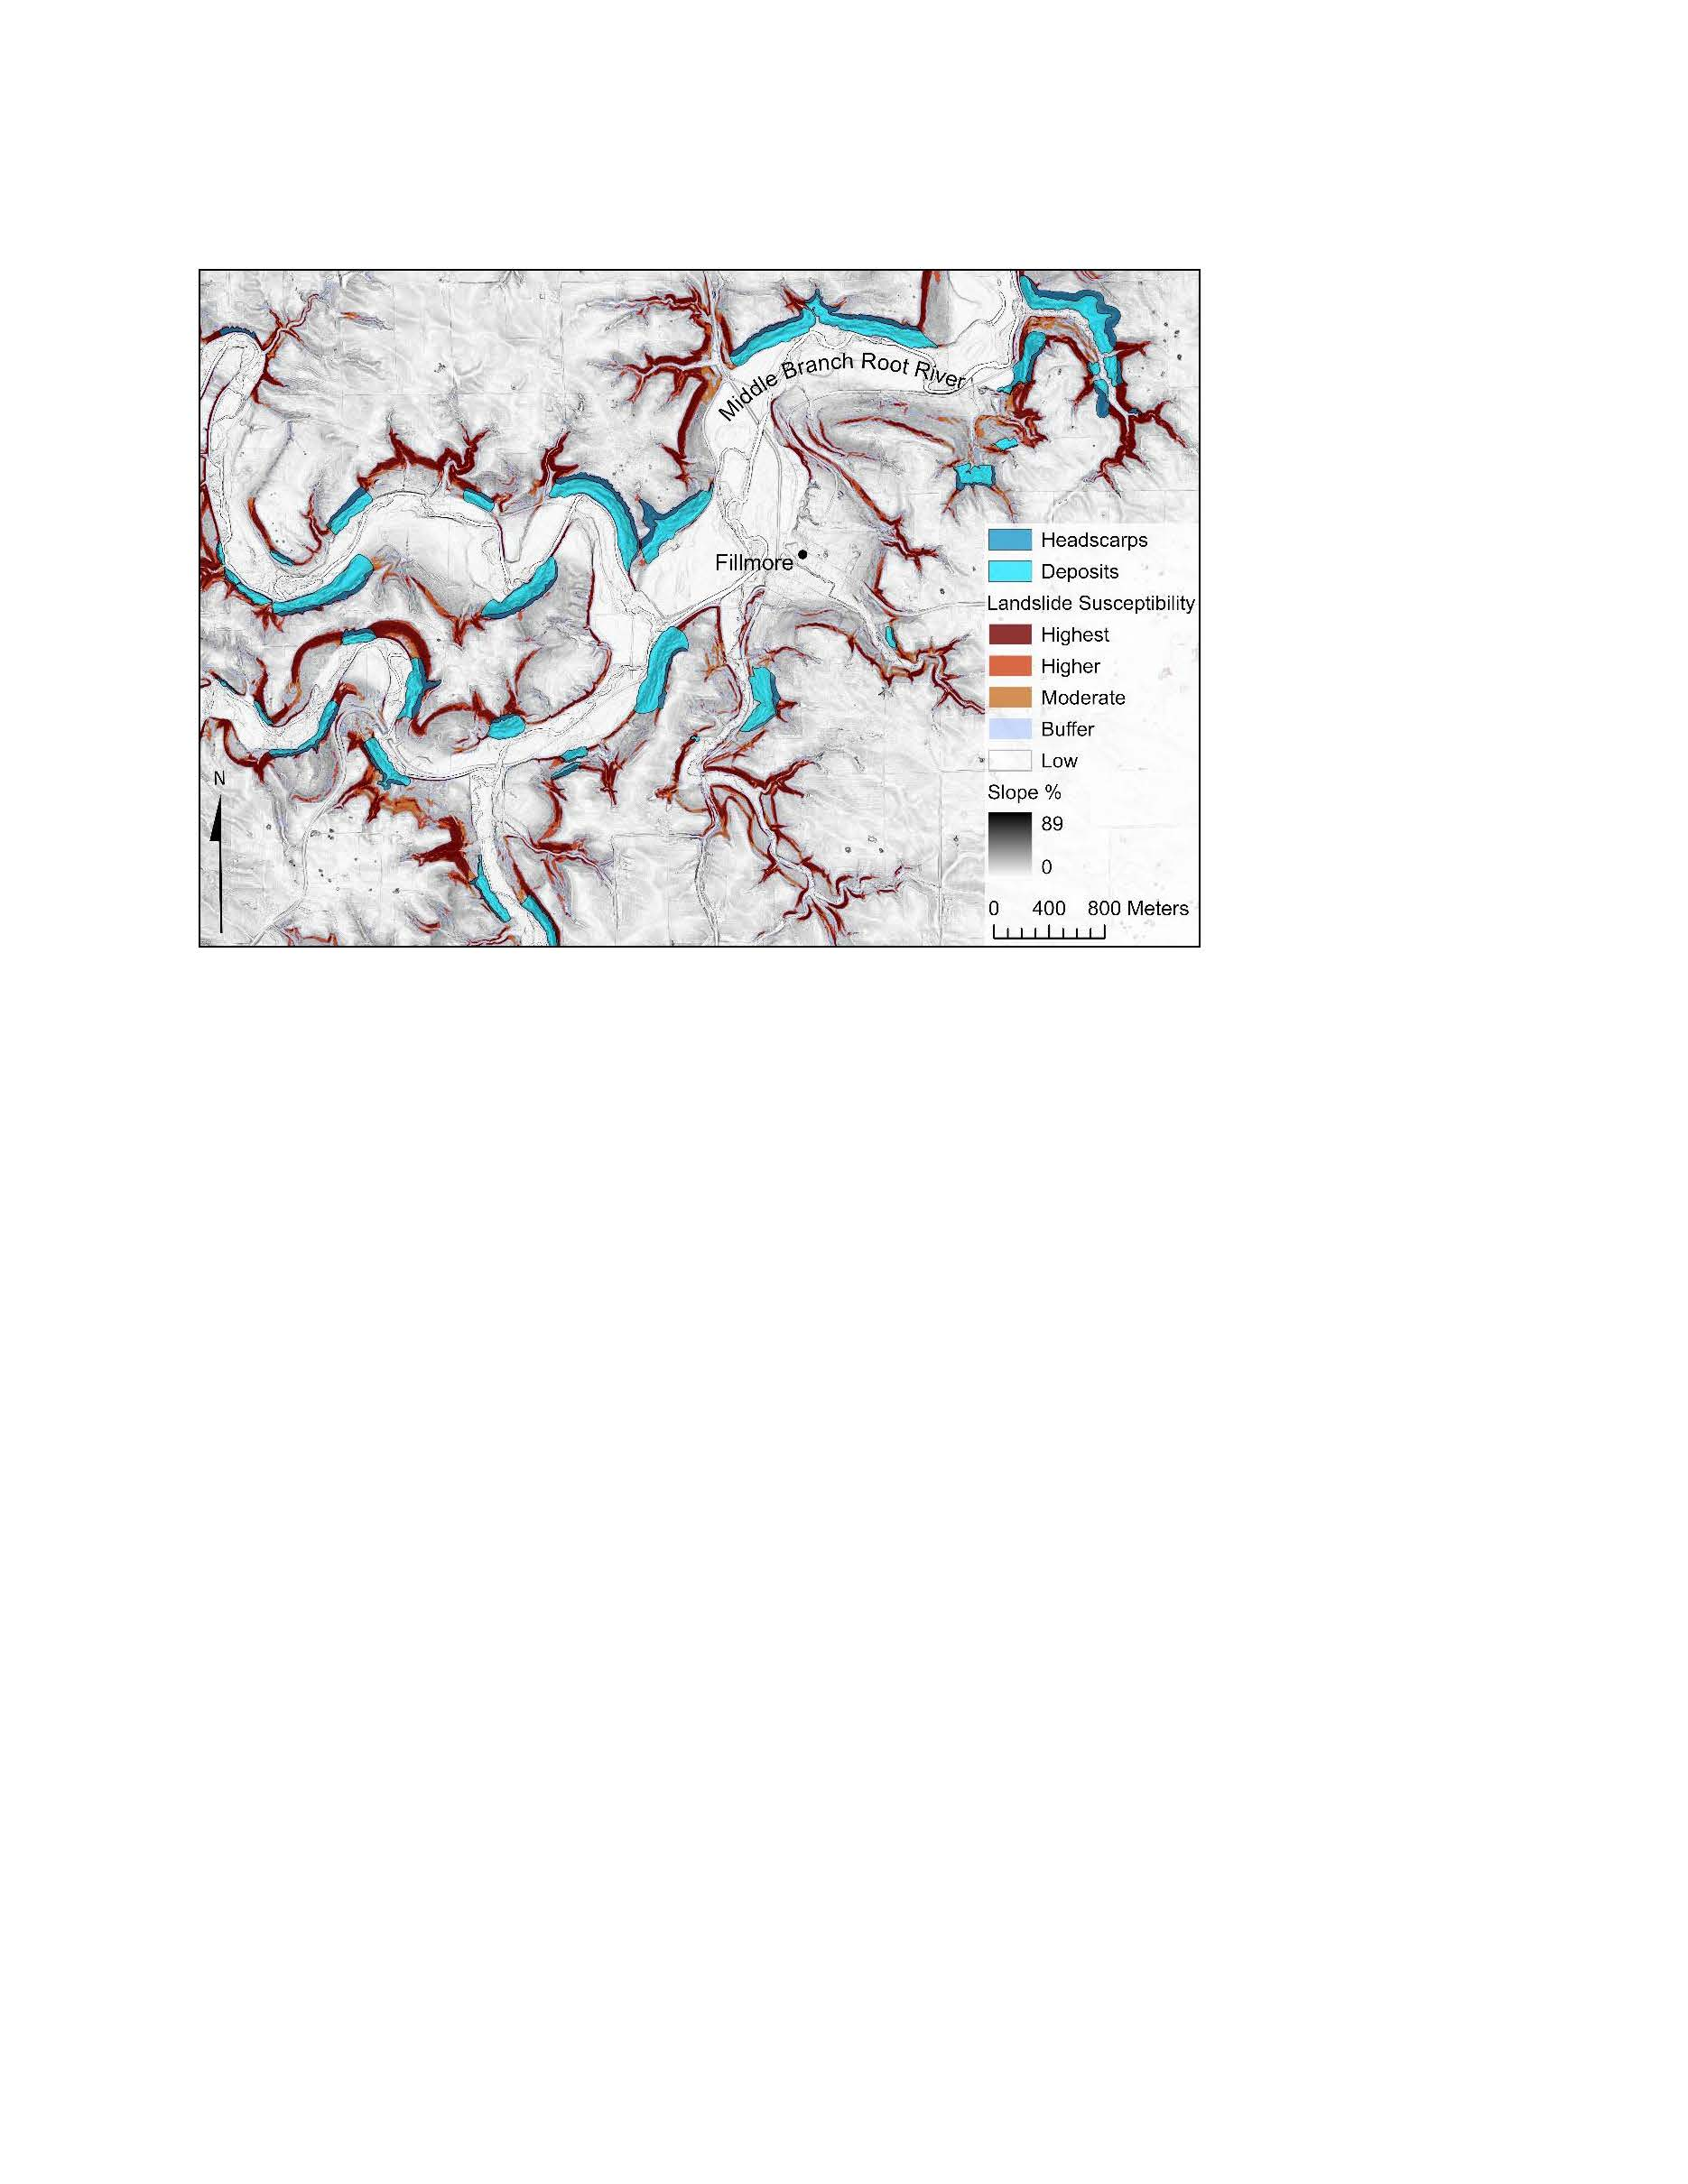 Middle Branch Root River
Fillmore
Headscarps
Deposits
Landslide Susceptibility
Highest
Higher
Moderate
Buffer
Low
Slope %
89
0
0 400 800 Meters
N